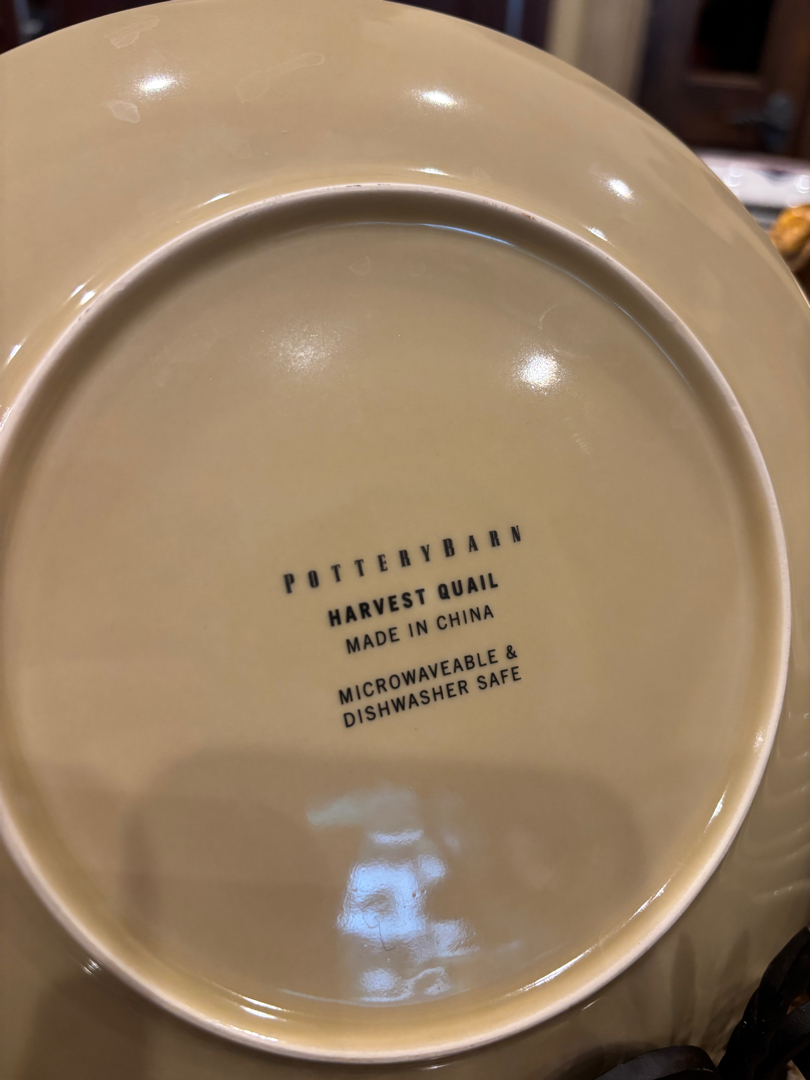 POTTERYBARN
HARVEST QUAIL
MADE IN CHINA
MICROWAVEABLE &
DISHWASHER SAFE